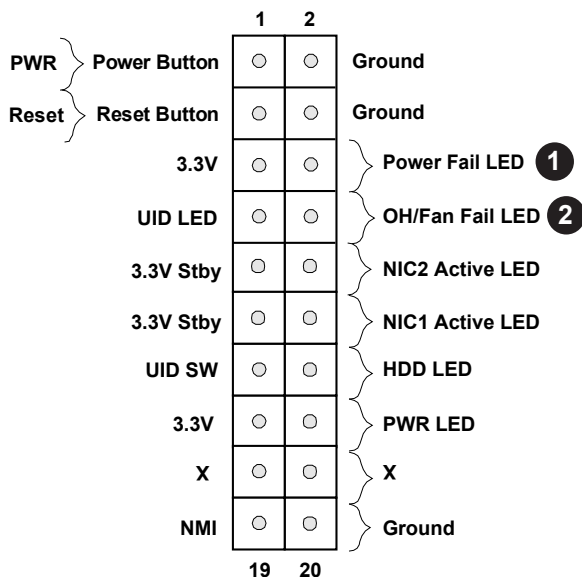 1 2
PWR Power Button Ground
Reset Reset Button Ground
3.3V Power Fail LED 1
UID LED OH/Fan Fail LED 2
3.3V Stby NIC2 Active LED
3.3V Stby NIC1 Active LED
UID SW HDD LED
3.3V PWR LED
X X
NMI Ground
19 20